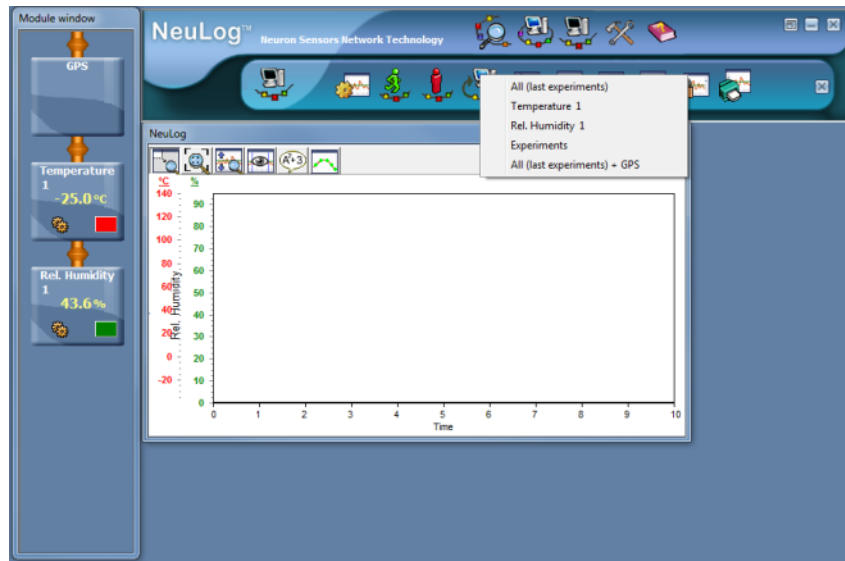 Module window
GPS
Temperature
1
-25.0 ºC
Rel. Humidity
1
43.6 %
NeuLog™ Neuron Sensors Network Technology
All (last experiments)
Temperature 1
Rel. Humidity 1
Experiments
All (last experiments) + GPS
NeuLog
A+3
ºC %
140
120
100
80
60
40
20
0
-20
90
80
70
60
50
40
30
20
10
0
Rel. Humidity
0 1 2 3 4 5 6 7 8 9 10
Time